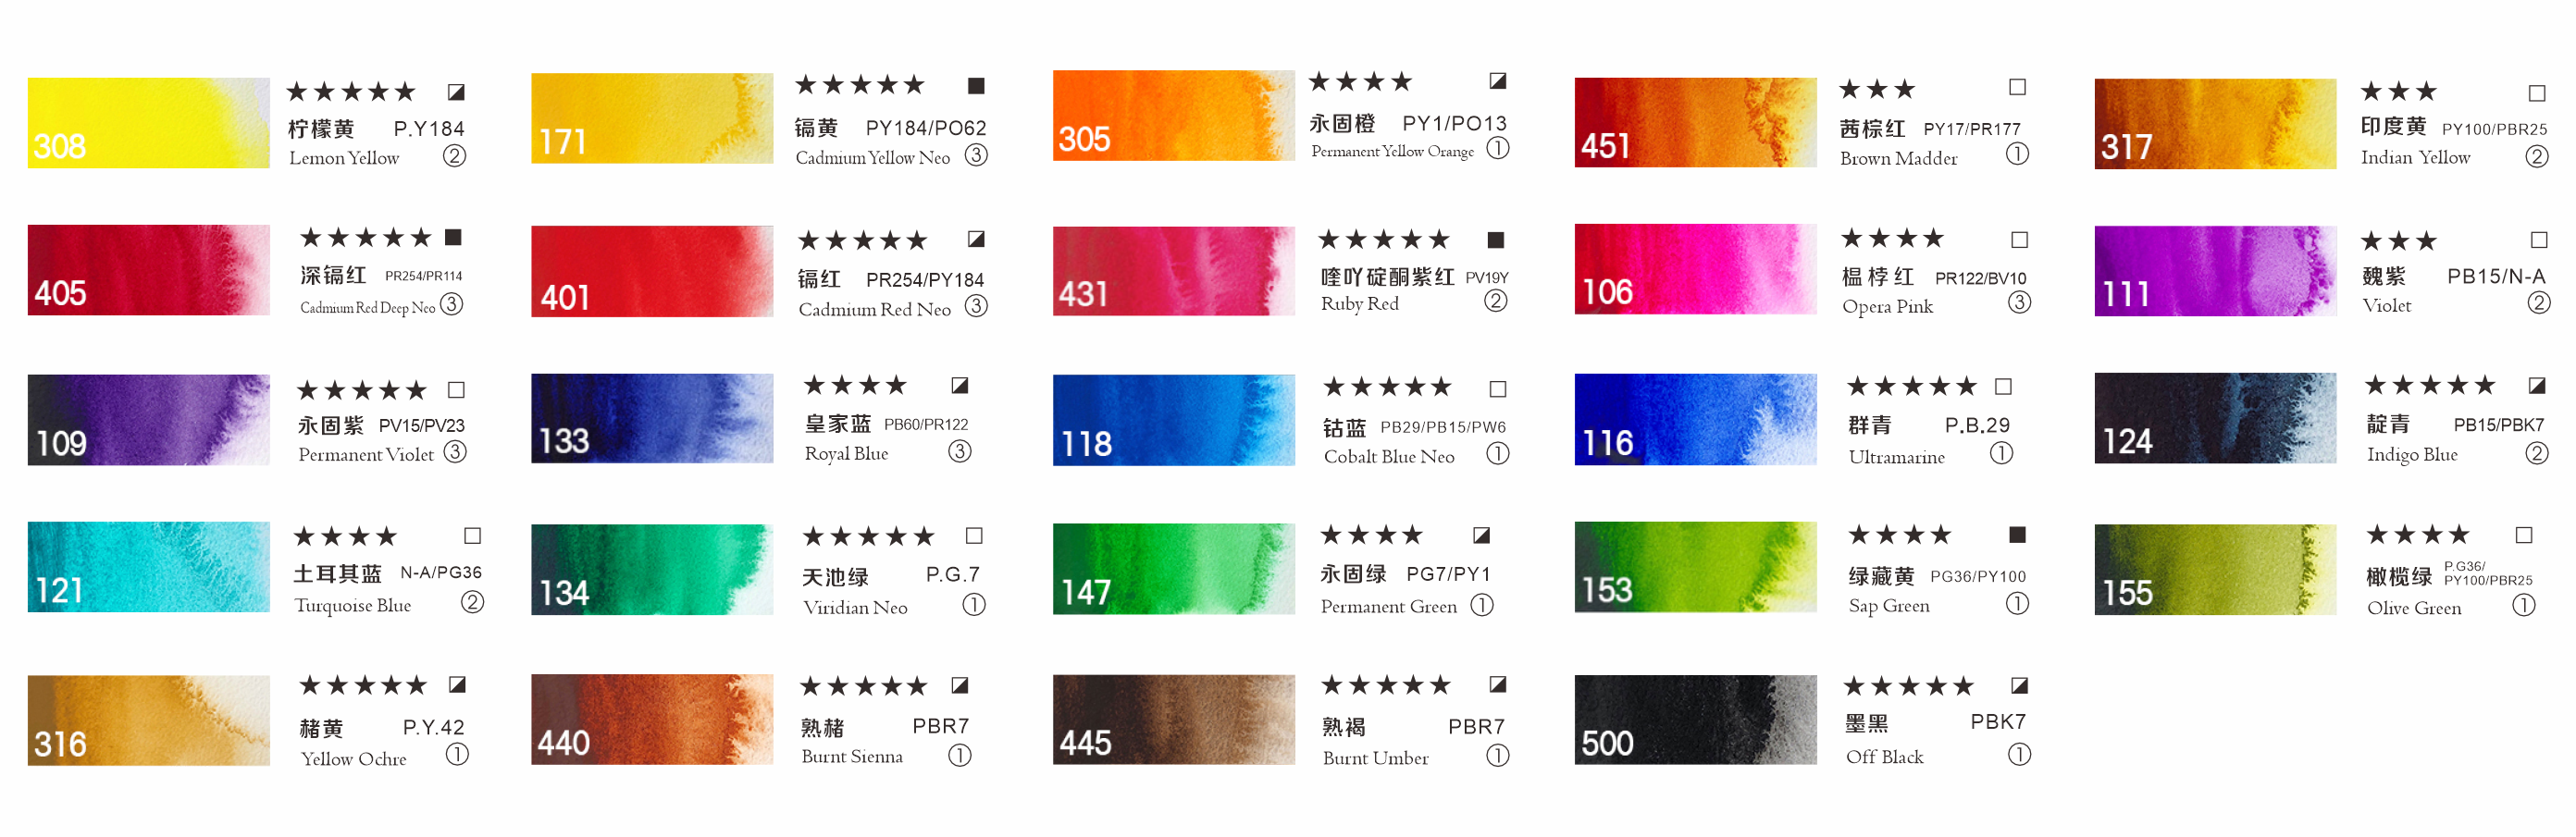 308 ★★★★★ ◪
柠檬黄 P.Y184
Lemon Yellow ②
171 ★★★★★ ■
镉黄 PY184/PO62
Cadmium Yellow Neo ③
305 ★★★★ ◪
永固橙 PY1/PO13
Permanent Yellow Orange ①
451 ★★★ □
茜棕红 PY17/PR177
Brown Madder ①
317 ★★★ □
印度黄 PY100/PBR25
Indian Yellow ②
405 ★★★★★ ■
深镉红 PR254/PR114
Cadmium Red Deep Neo ③
401 ★★★★★ ◪
镉红 PR254/PY184
Cadmium Red Neo ③
431 ★★★★★ ■
喹吖碇酮紫红 PV19Y
Ruby Red ②
106 ★★★★ □
榅桲红 PR122/BV10
Opera Pink ③
111 ★★★ □
魏紫 PB15/N-A
Violet ②
109 ★★★★★ □
永固紫 PV15/PV23
Permanent Violet ③
133 ★★★★ ◪
皇家蓝 PB60/PR122
Royal Blue ③
118 ★★★★★ □
钴蓝 PB29/PB15/PW6
Cobalt Blue Neo ①
116 ★★★★★ □
群青 P.B.29
Ultramarine ①
124 ★★★★★ ◪
靛青 PB15/PBK7
Indigo Blue ②
121 ★★★★ □
土耳其蓝 N-A/PG36
Turquoise Blue ②
134 ★★★★★ □
天池绿 P.G.7
Viridian Neo ①
147 ★★★★ ◪
永固绿 PG7/PY1
Permanent Green ①
153 ★★★★ ■
绿藏黄 PG36/PY100
Sap Green ①
155 ★★★★ □
橄榄绿 P.G36/
PY100/PBR25
Olive Green ①
316 ★★★★★ ◪
赭黄 P.Y.42
Yellow Ochre ①
440 ★★★★★ ◪
熟赭 PBR7
Burnt Sienna ①
445 ★★★★★ ◪
熟褐 PBR7
Burnt Umber ①
500 ★★★★★ ◪
墨黑 PBK7
Off Black ①